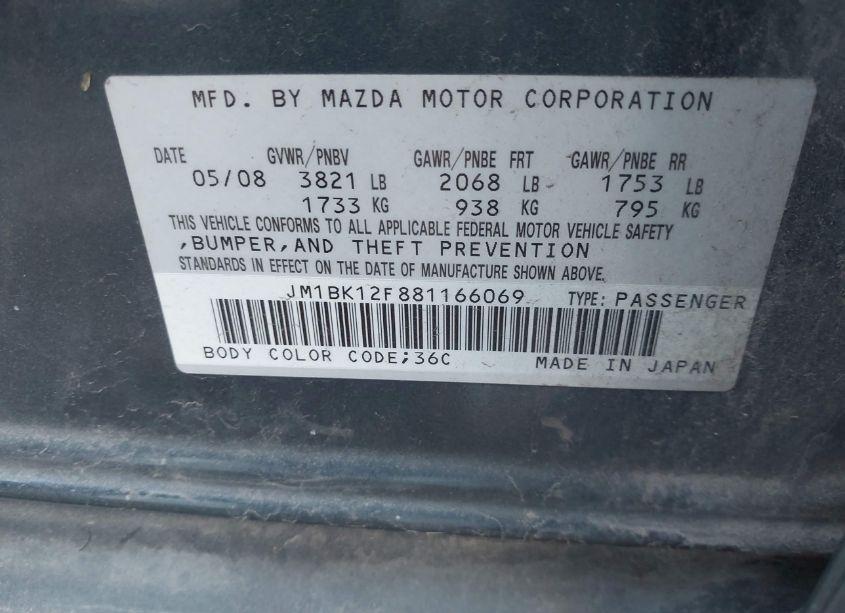 MFD. BY MAZDA MOTOR CORPORATION
DATE GVWR/PNBV GAWR/PNBE FRT GAWR/PNBE RR
05/08 3821 LB 2068 LB 1753 LB
1733 KG 938 KG 795 KG
THIS VEHICLE CONFORMS TO ALL APPLICABLE FEDERAL MOTOR VEHICLE SAFETY
,BUMPER,AND THEFT PREVENTION
STANDARDS IN EFFECT ON THE DATE OF MANUFACTURE SHOWN ABOVE.
JM1BK12F881166069 TYPE: PASSENGER
BODY COLOR CODE;36C MADE IN JAPAN